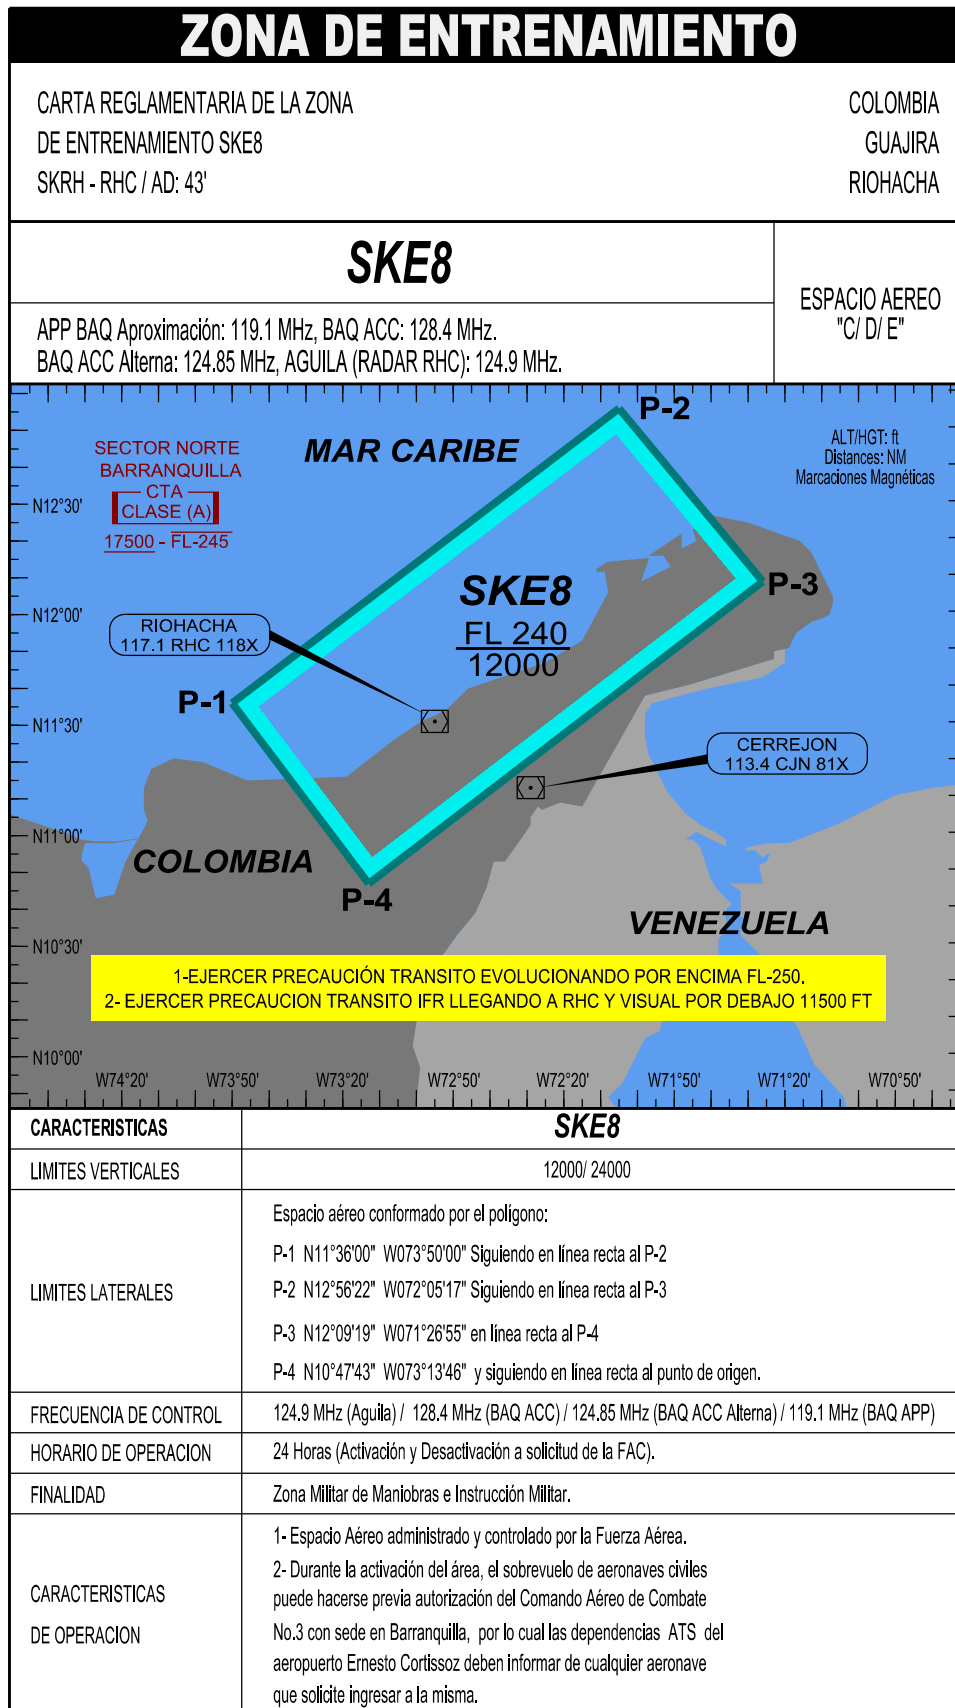 ZONA DE ENTRENAMIENTO
CARTA REGLAMENTARIA DE LA ZONA
DE ENTRENAMIENTO SKE8
SKRH - RHC / AD: 43'
COLOMBIA
GUAJIRA
RIOHACHA
SKE8
APP BAQ Aproximación: 119.1 MHz, BAQ ACC: 128.4 MHz.
BAQ ACC Alterna: 124.85 MHz, AGUILA (RADAR RHC): 124.9 MHz.
ESPACIO AEREO
"C/ D/ E"
P-2
MAR CARIBE
SECTOR NORTE
BARRANQUILLA
CTA
CLASE (A)
17500 - FL-245
ALT/HGT: ft
Distances: NM
Marcaciones Magnéticas
N12°30'
SKE8
FL 240
12000
P-3
N12°00'
RIOHACHA
117.1 RHC 118X
P-1
N11°30'
CERREJON
113.4 CJN 81X
N11°00'
COLOMBIA
P-4
VENEZUELA
N10°30'
1-EJERCER PRECAUCIÓN TRANSITO EVOLUCIONANDO POR ENCIMA FL-250.
2- EJERCER PRECAUCION TRANSITO IFR LLEGANDO A RHC Y VISUAL POR DEBAJO 11500 FT
N10°00'
W74°20' W73°50' W73°20' W72°50' W72°20' W71°50' W71°20' W70°50'
CARACTERISTICAS
SKE8
LIMITES VERTICALES
12000/ 24000
LIMITES LATERALES
Espacio aéreo conformado por el polígono:
P-1 N11°36'00" W073°50'00" Siguiendo en línea recta al P-2
P-2 N12°56'22" W072°05'17" Siguiendo en línea recta al P-3
P-3 N12°09'19" W071°26'55" en línea recta al P-4
P-4 N10°47'43" W073°13'46" y siguiendo en línea recta al punto de origen.
FRECUENCIA DE CONTROL
124.9 MHz (Aguila) / 128.4 MHz (BAQ ACC) / 124.85 MHz (BAQ ACC Alterna) / 119.1 MHz (BAQ APP)
HORARIO DE OPERACION
24 Horas (Activación y Desactivación a solicitud de la FAC).
FINALIDAD
Zona Militar de Maniobras e Instrucción Militar.
CARACTERISTICAS
DE OPERACION
1- Espacio Aéreo administrado y controlado por la Fuerza Aérea.
2- Durante la activación del área, el sobrevuelo de aeronaves civiles
puede hacerse previa autorización del Comando Aéreo de Combate
No.3 con sede en Barranquilla, por lo cual las dependencias ATS del
aeropuerto Ernesto Cortissoz deben informar de cualquier aeronave
que solicite ingresar a la misma.